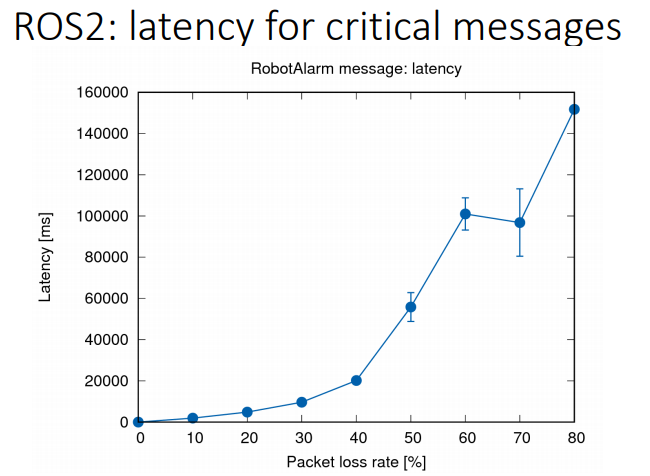 ROS2: latency for critical messages
RobotAlarm message: latency
160000
140000
120000
100000
80000
60000
40000
20000
0
Latency [ms]
0 10 20 30 40 50 60 70 80
Packet loss rate [%]